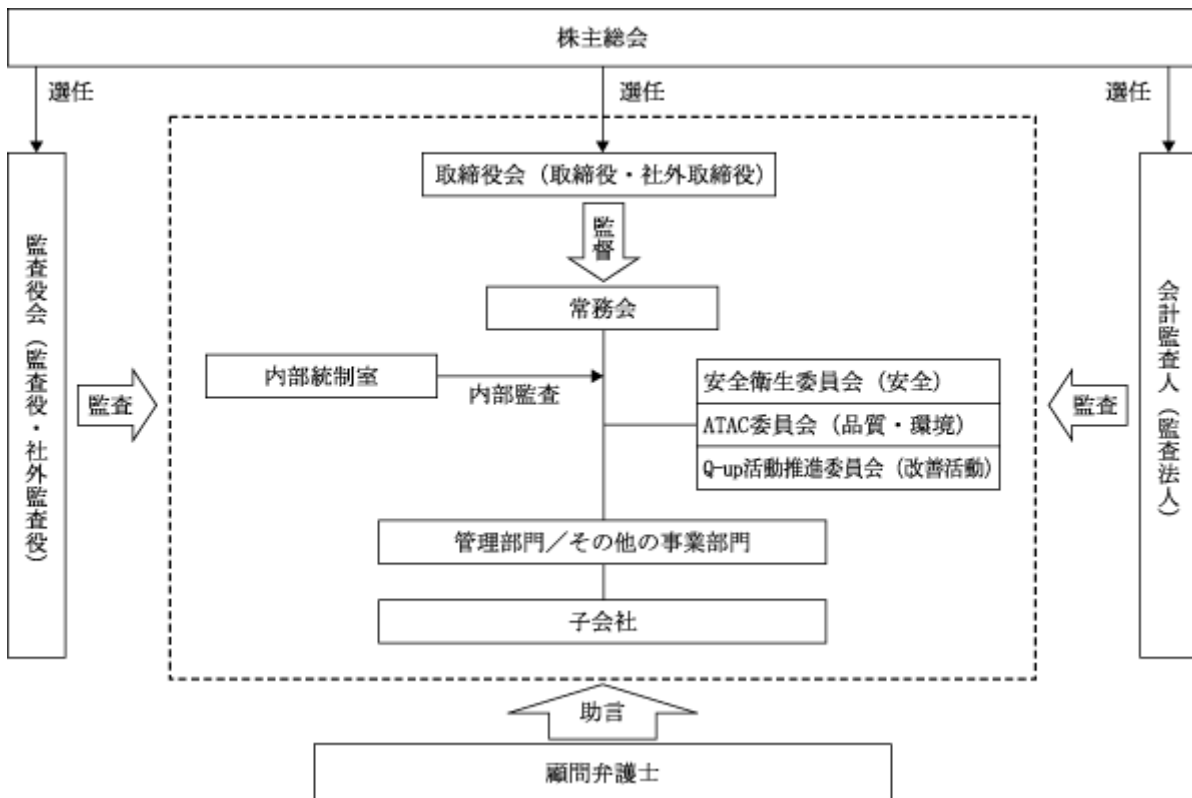 株主総会
選任
選任
選任
取締役会（取締役・社外取締役）
監督
常務会
監査役会（監査役・社外監査役）
監査
内部統制室
内部監査
安全衛生委員会（安全）
ATAC委員会（品質・環境）
Q-up活動推進委員会（改善活動）
監査
会計監査人（監査法人）
管理部門／その他の事業部門
子会社
助言
顧問弁護士